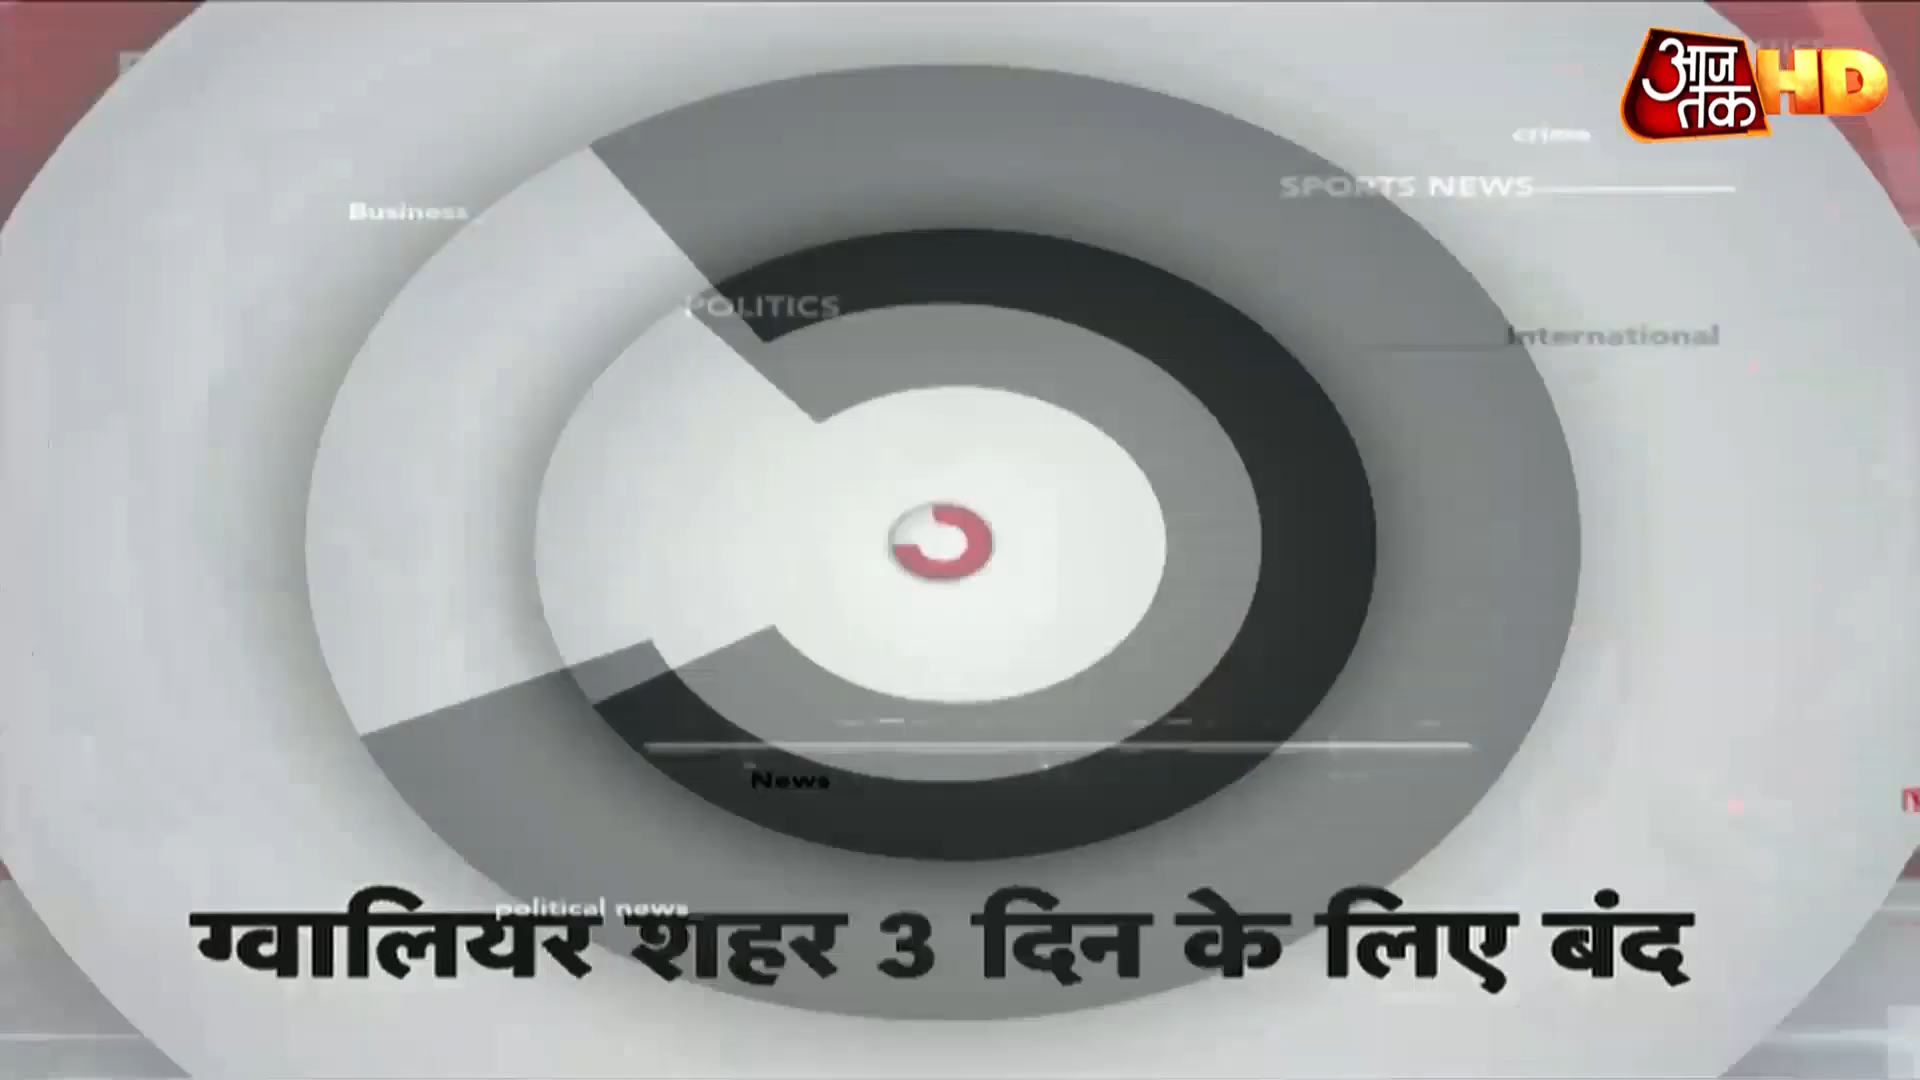 आज
तक HD
crime
SPORTS NEWS
Business
POLITICS
International
News
political news
ग्वालियर शहर 3 दिन के लिए बंद